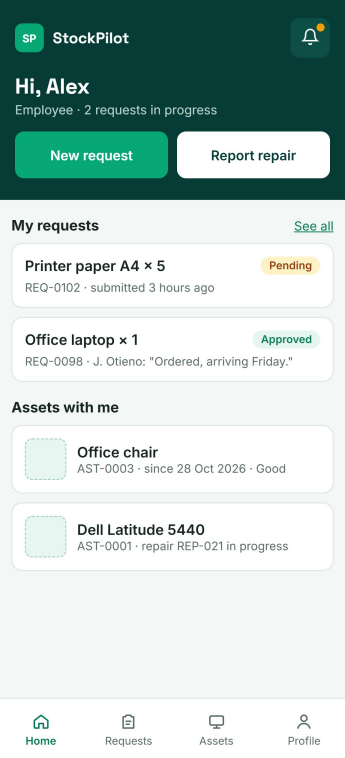 SP StockPilot
Hi, Alex
Employee · 2 requests in progress
New request Report repair
My requests See all
Printer paper A4 × 5 Pending
REQ-0102 · submitted 3 hours ago
Office laptop × 1 Approved
REQ-0098 · J. Otieno: "Ordered, arriving Friday."
Assets with me
Office chair
AST-0003 · since 28 Oct 2026 · Good
Dell Latitude 5440
AST-0001 · repair REP-021 in progress
Home Requests Assets Profile